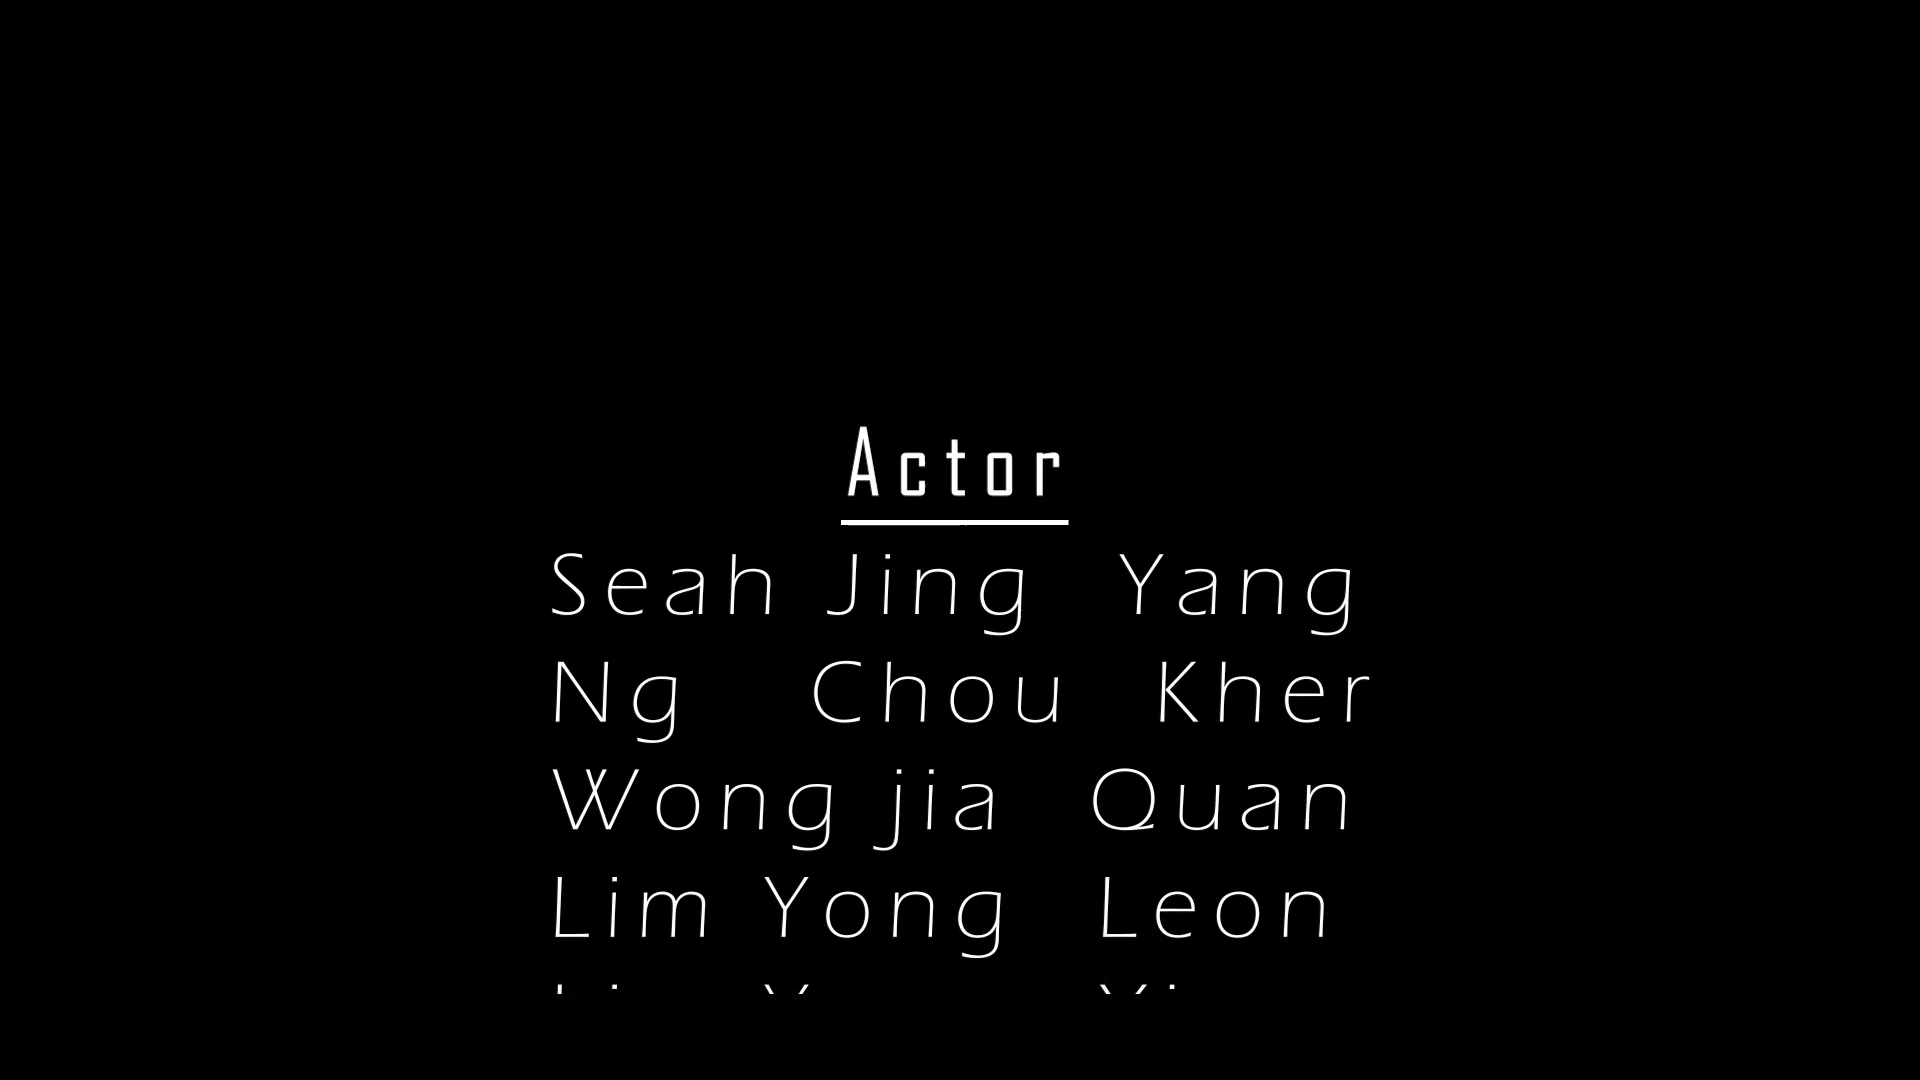 Actor
Seah Jing Yang
Ng Chou Kher
Wong jia Quan
Lim Yong Leon